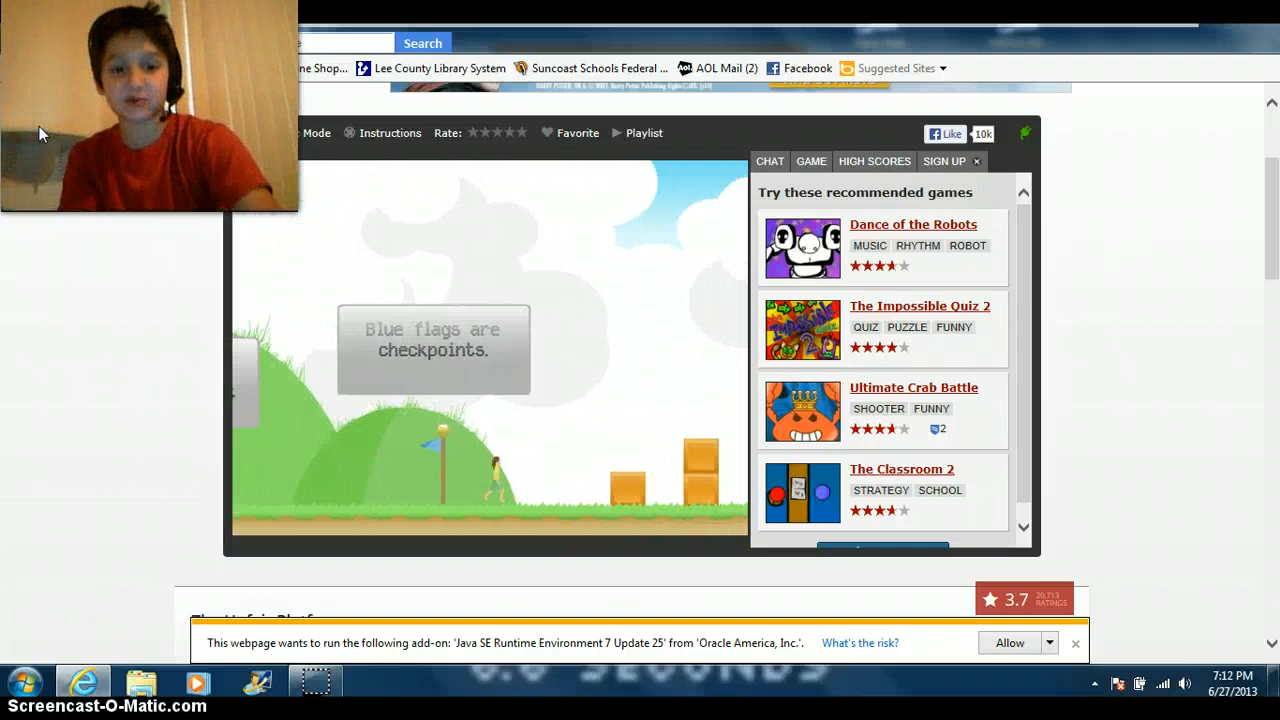 Search
ine Shop...
Lee County Library System
Suncoast Schools Federal ...
AOL Mail (2)
Facebook
Suggested Sites
Mode
Instructions
Rate:
Favorite
Playlist
Like
10k
CHAT
GAME
HIGH SCORES
SIGN UP
Try these recommended games
Dance of the Robots
MUSIC RHYTHM ROBOT
The Impossible Quiz 2
QUIZ PUZZLE FUNNY
Ultimate Crab Battle
SHOOTER FUNNY
2
The Classroom 2
STRATEGY SCHOOL
Blue flags are
checkpoints.
3.7
20,713
RATINGS
This webpage wants to run the following add-on: 'Java SE Runtime Environment 7 Update 25' from 'Oracle America, Inc.'.
What's the risk?
Allow
SECONDS
7:12 PM
6/27/2013
Screencast-O-Matic.com